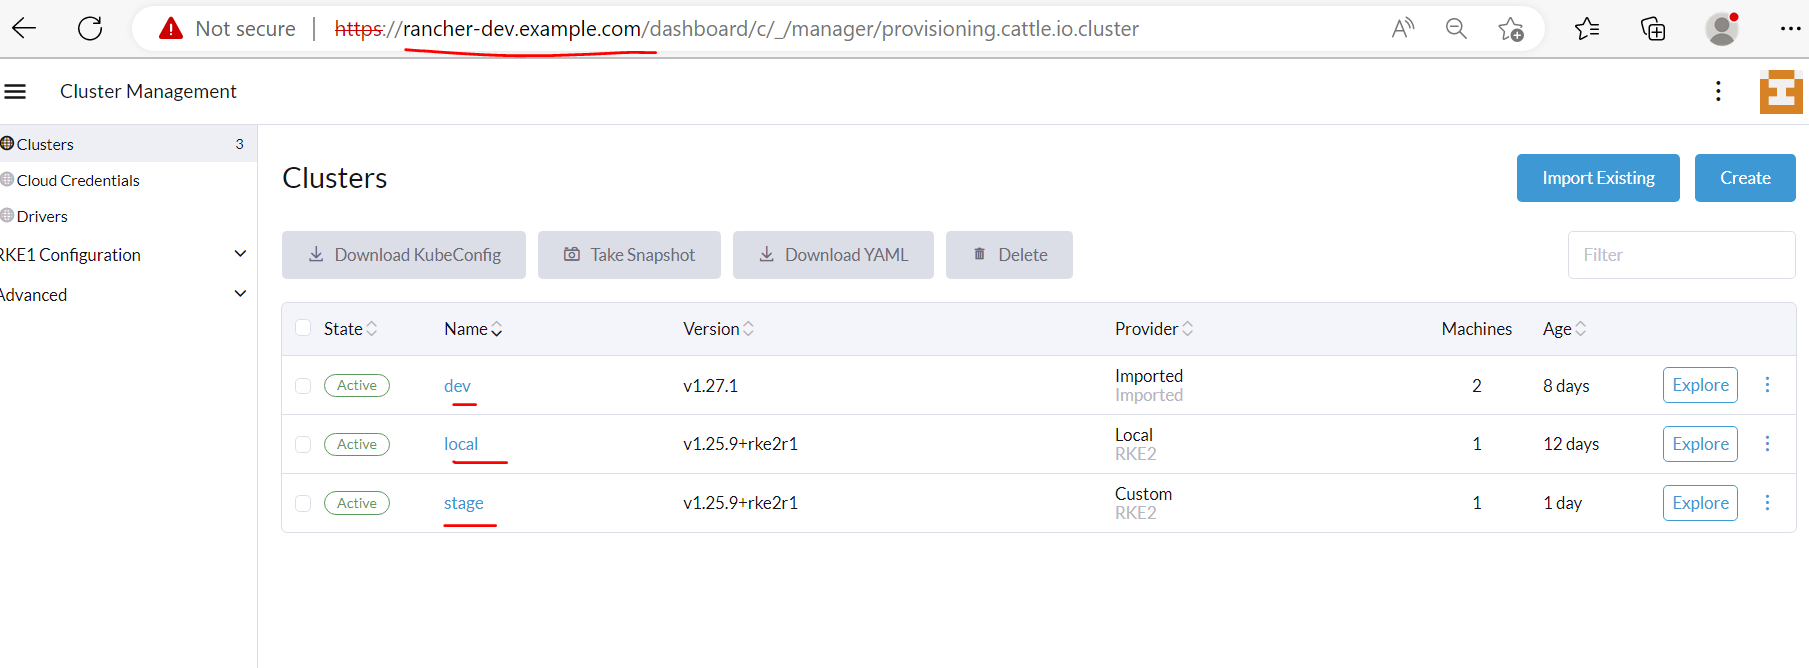 Not secure | https://rancher-dev.example.com/dashboard/c/_/manager/provisioning.cattle.io.cluster
Cluster Management
Clusters 3
Cloud Credentials
Drivers
RKE1 Configuration
Advanced
Clusters
Import Existing Create
Download KubeConfig Take Snapshot Download YAML Delete Filter
State Name Version Provider Machines Age
Active dev v1.27.1 Imported 2 8 days Explore
Imported
Active local v1.25.9+rke2r1 Local 1 12 days Explore
RKE2
Active stage v1.25.9+rke2r1 Custom 1 1 day Explore
RKE2